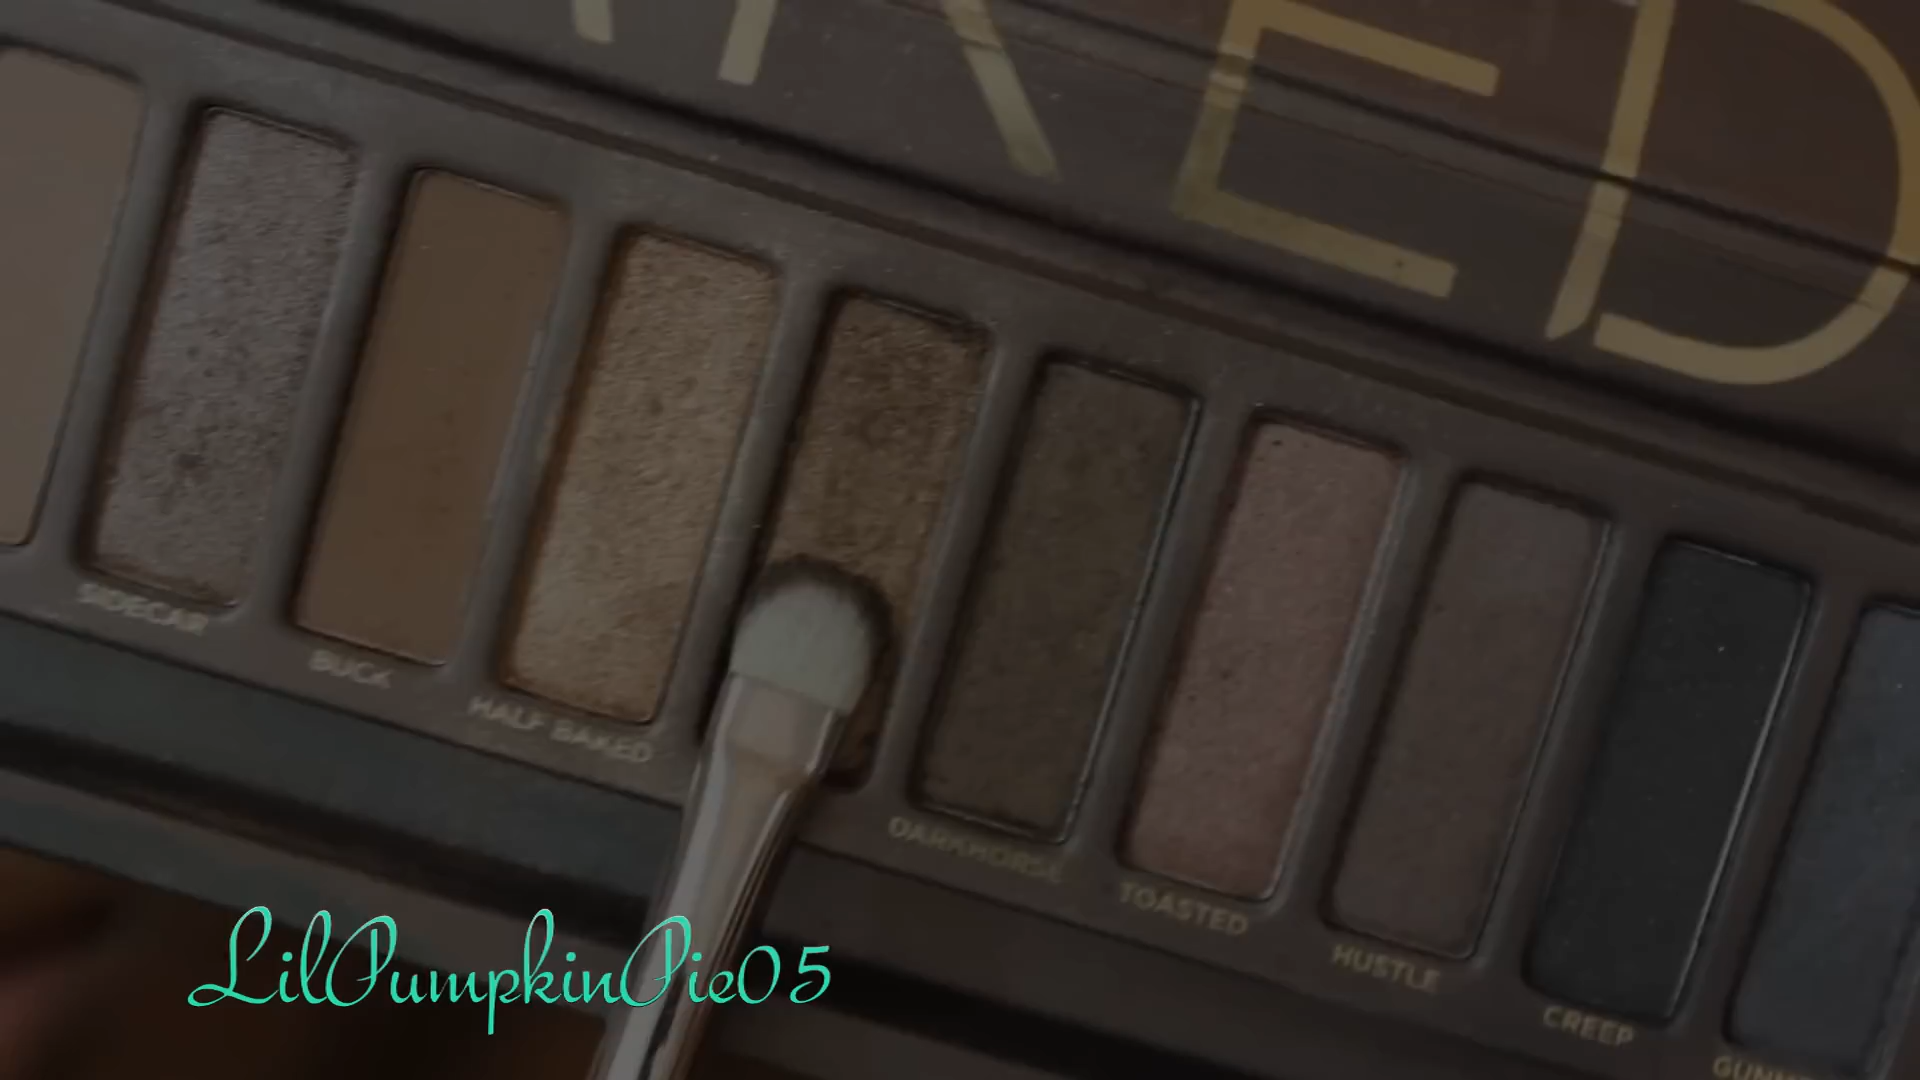 KED
SIDECAR
BUCK
HALF BAKED
DARKHORSE
TOASTED
HUSTLE
CREEP
LilPumpkinPie05